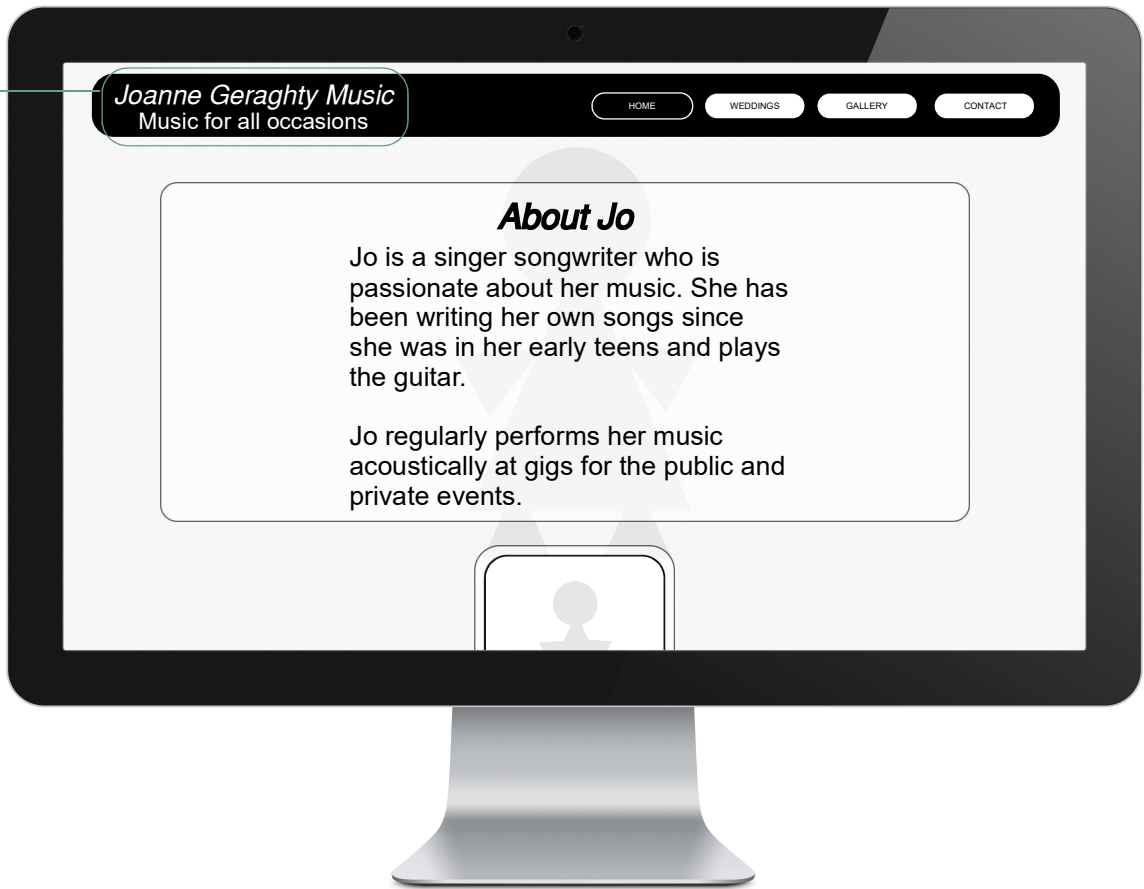 Joanne Geraghty Music
Music for all occasions
HOME
WEDDINGS
GALLERY
CONTACT
About Jo
Jo is a singer songwriter who is
passionate about her music. She has
been writing her own songs since
she was in her early teens and plays
the guitar.
Jo regularly performs her music
acoustically at gigs for the public and
private events.